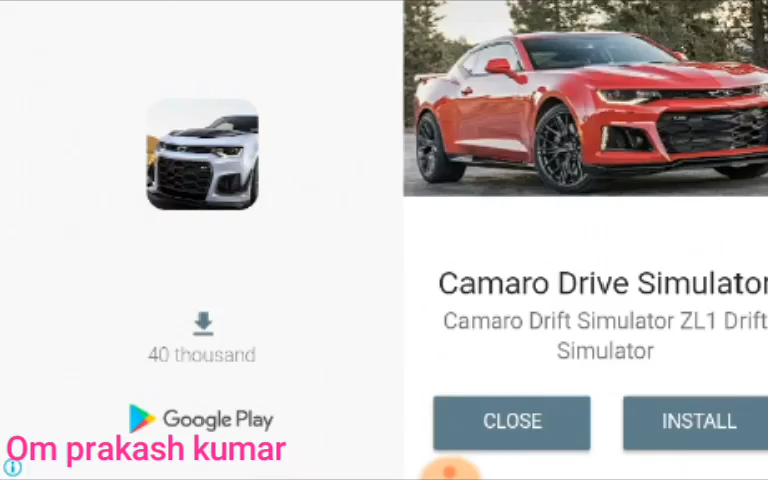 40 thousand
Google Play
Om prakash kumar
Camaro Drive Simulator
Camaro Drift Simulator ZL1 Drift
Simulator
CLOSE
INSTALL